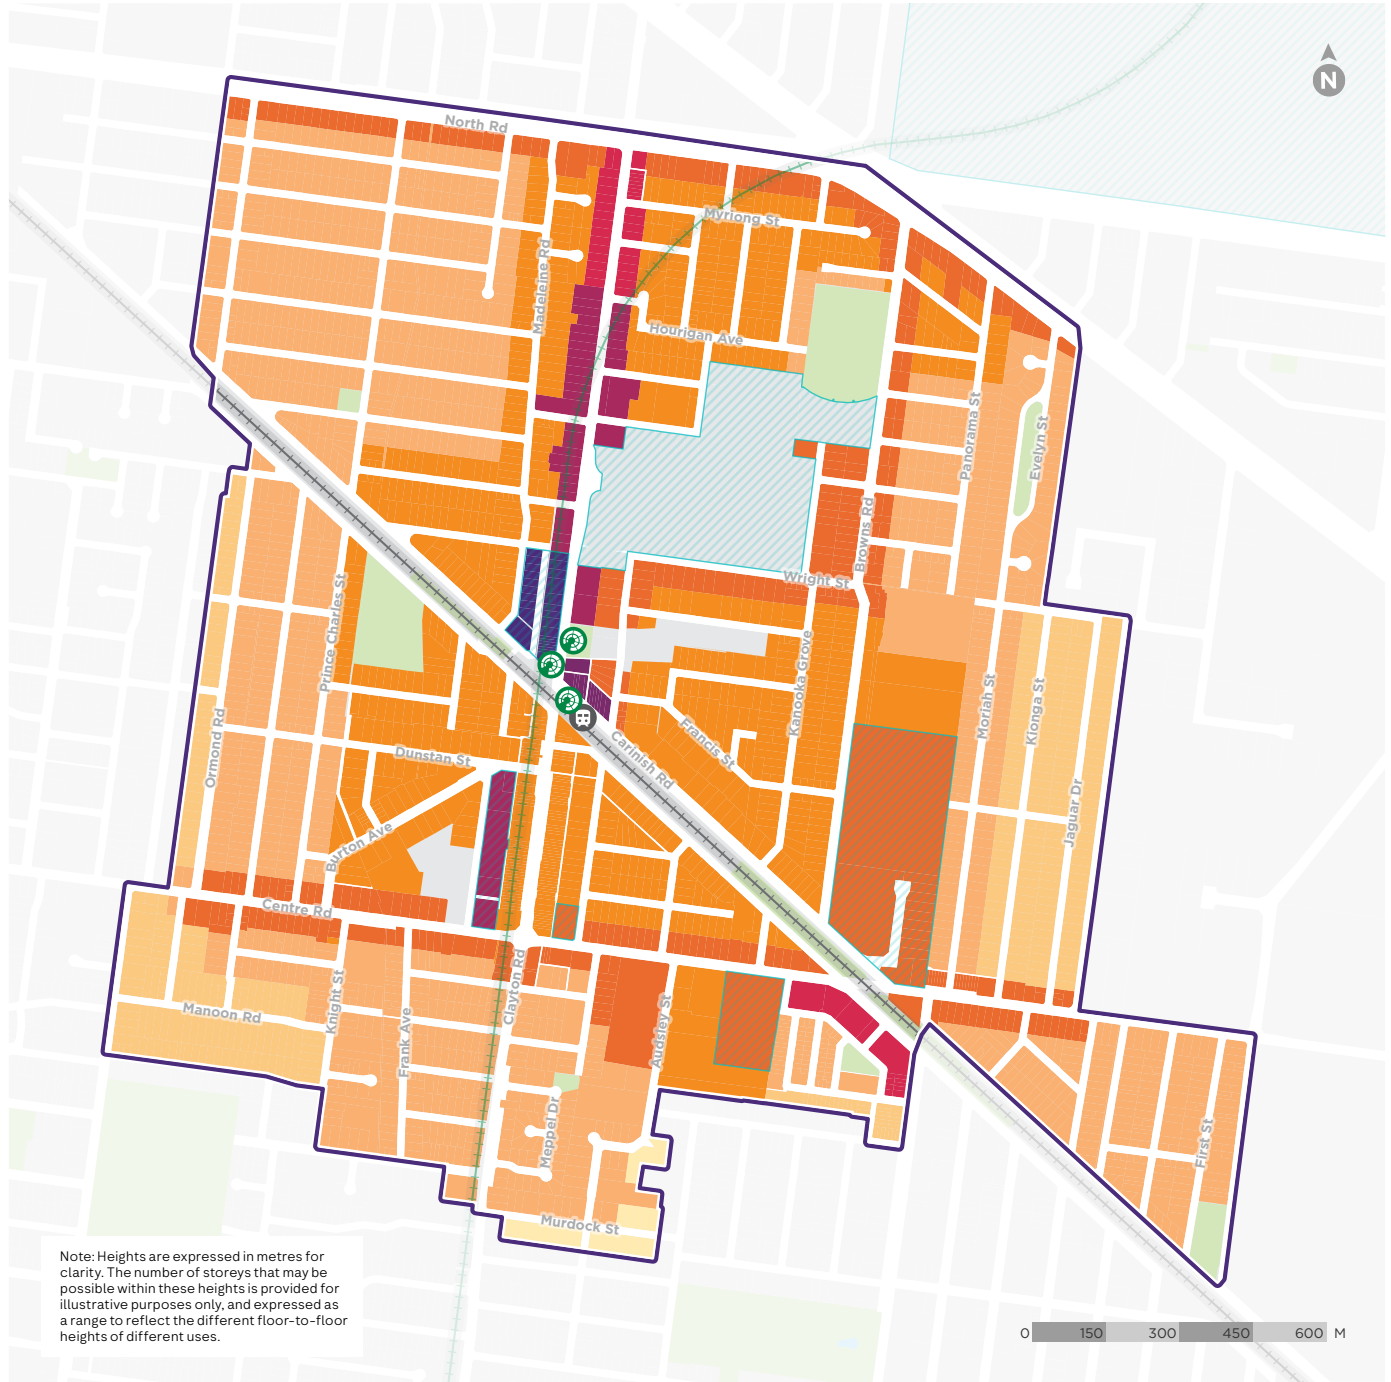 N
North Rd
Myriong St
Madeleine Rd
Hourigan Ave
Panorama St
Evelyn St
Browns Rd
Wright St
Prince Charles St
Kanooka Grove
Moriah St
Kionga St
Ormond Rd
Francis St
Carinish Rd
Dunstan St
Jaguar Dr
Burton Ave
Centre Rd
Clayton Rd
Knight St
Manoon Rd
Frank Ave
Audsley St
Meppel Dr
First St
Murdock St
Note: Heights are expressed in metres for
clarity. The number of storeys that may be
possible within these heights is provided for
illustrative purposes only, and expressed as
a range to reflect the different floor-to-floor
heights of different uses.
0 150 300 450 600 M